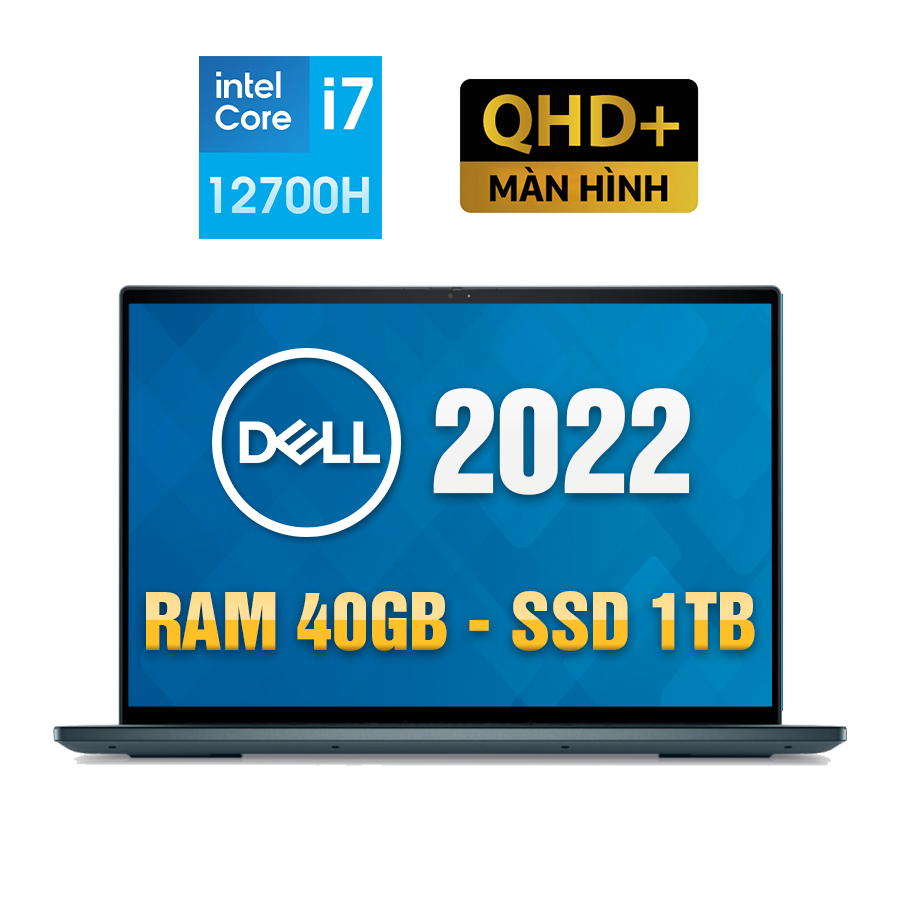 intel
Core i7
12700H
QHD+
MÀN HÌNH
DELL 2022
RAM 40GB - SSD 1TB